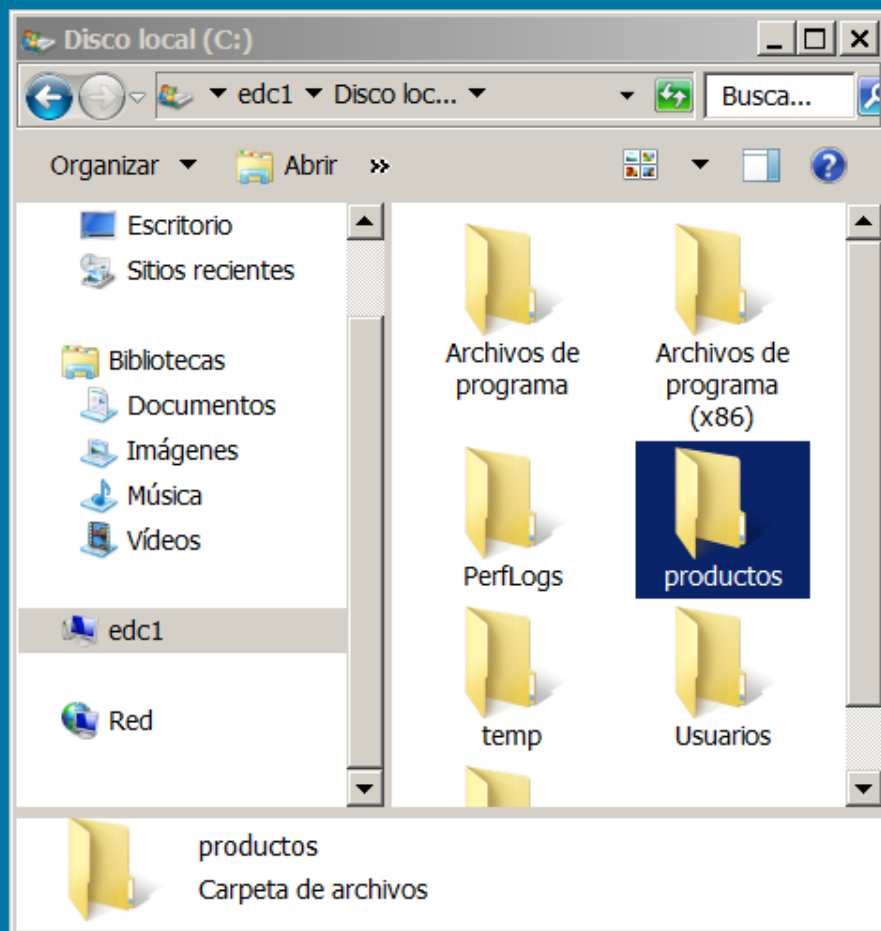 Disco local (C:)
edc1 Disco loc... Busca...
Organizar Abrir »
Escritorio
Sitios recientes
Bibliotecas
Documentos
Imágenes
Música
Vídeos
edc1
Red
Archivos de
programa
Archivos de
programa
(x86)
PerfLogs
productos
temp
Usuarios
productos
Carpeta de archivos